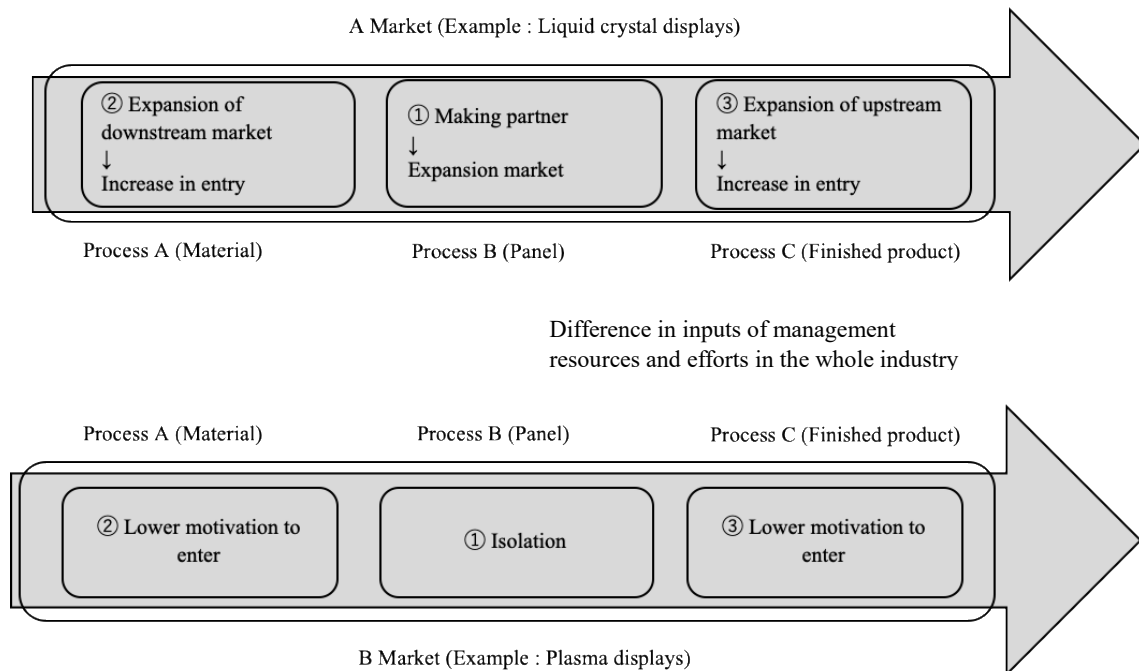 A Market (Example : Liquid crystal displays)
② Expansion of
downstream market
↓
Increase in entry
① Making partner
↓
Expansion market
③ Expansion of upstream
market
↓
Increase in entry
Process A (Material)
Process B (Panel)
Process C (Finished product)
Difference in inputs of management
resources and efforts in the whole industry
Process A (Material)
Process B (Panel)
Process C (Finished product)
② Lower motivation to
enter
① Isolation
③ Lower motivation to
enter
B Market (Example : Plasma displays)